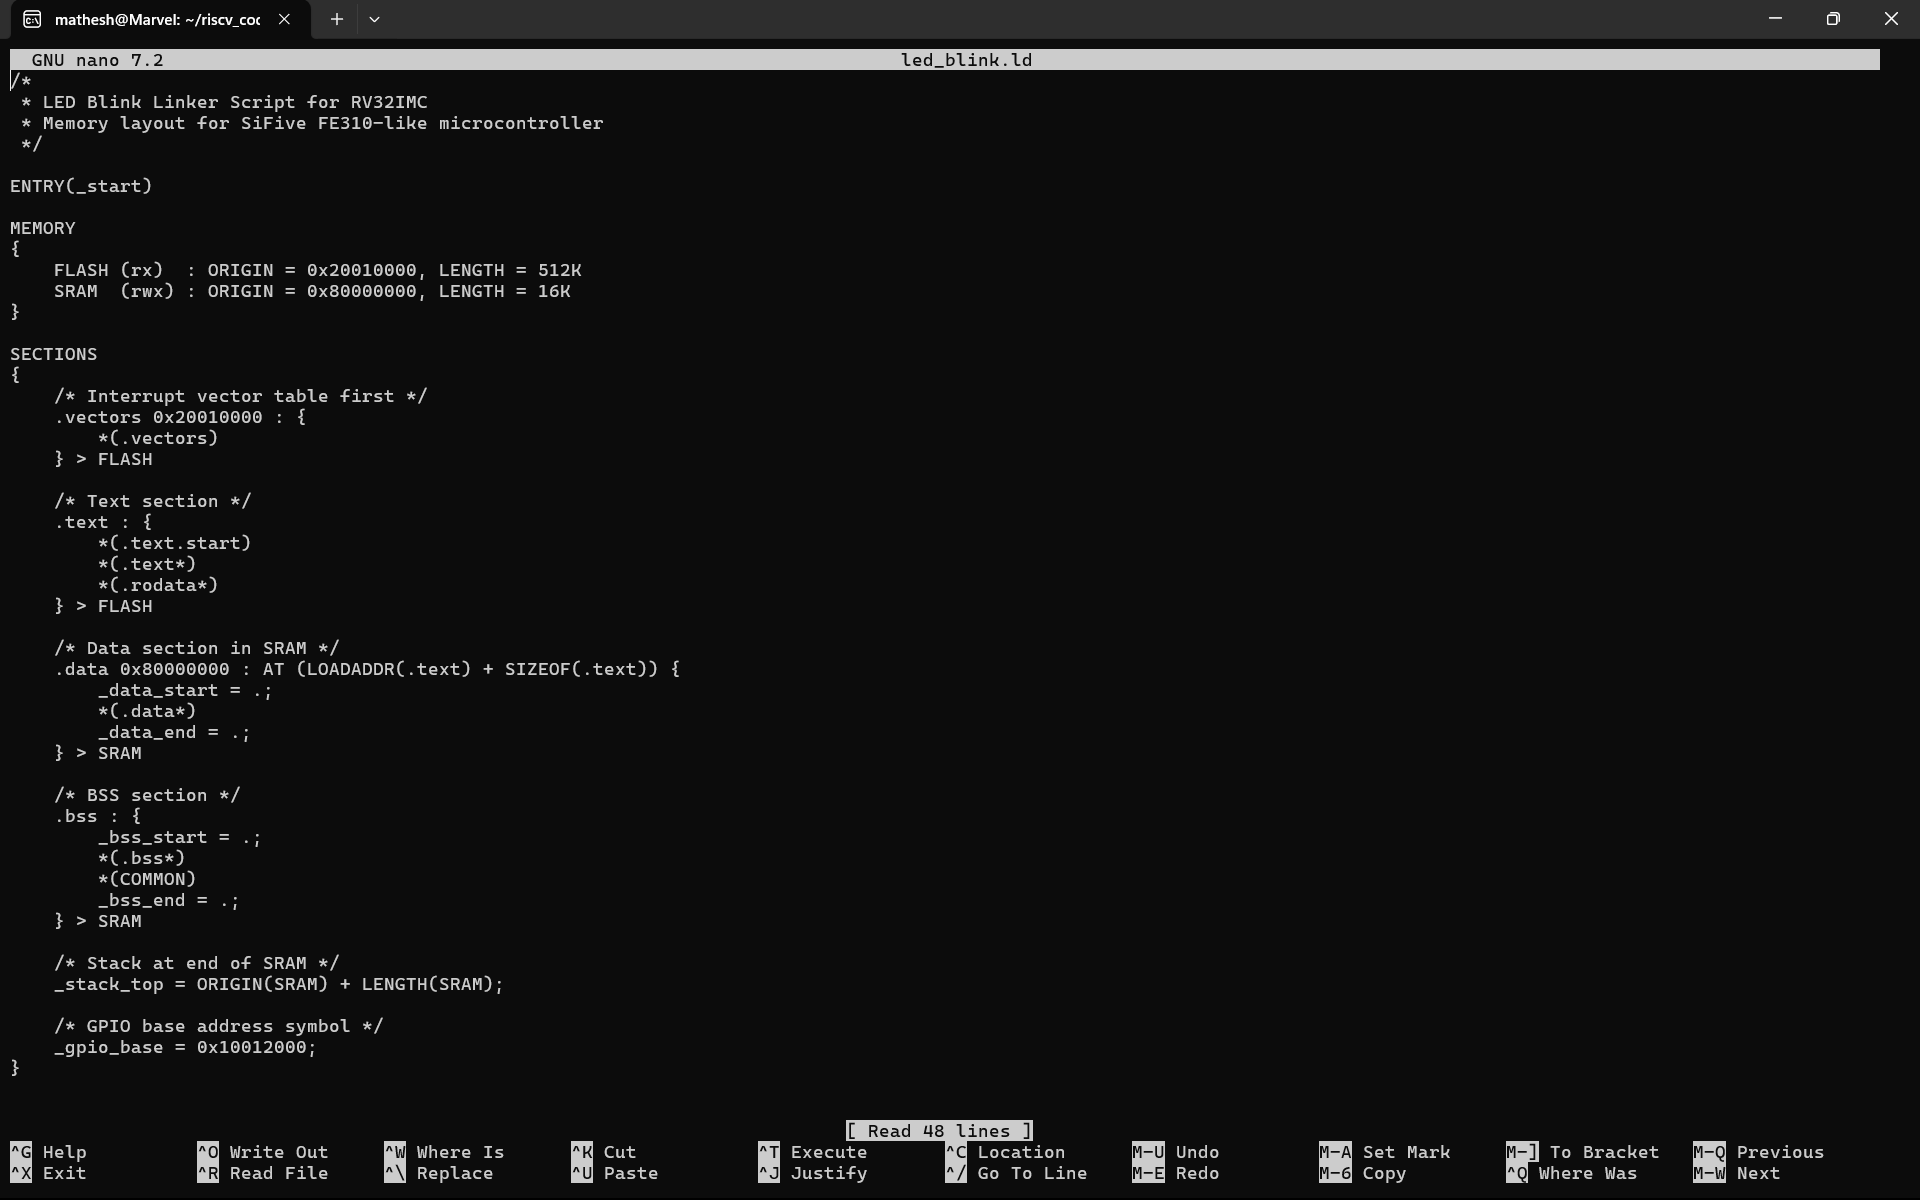 mathesh@Marvel: ~/riscv_coc
GNU nano 7.2 led_blink.ld
/*
 * LED Blink Linker Script for RV32IMC
 * Memory layout for SiFive FE310-like microcontroller
 */

ENTRY(_start)

MEMORY
{
    FLASH (rx)  : ORIGIN = 0x20010000, LENGTH = 512K
    SRAM  (rwx) : ORIGIN = 0x80000000, LENGTH = 16K
}

SECTIONS
{
    /* Interrupt vector table first */
    .vectors 0x20010000 : {
        *(.vectors)
    } > FLASH

    /* Text section */
    .text : {
        *(.text.start)
        *(.text*)
        *(.rodata*)
    } > FLASH

    /* Data section in SRAM */
    .data 0x80000000 : AT (LOADADDR(.text) + SIZEOF(.text)) {
        _data_start = .;
        *(.data*)
        _data_end = .;
    } > SRAM

    /* BSS section */
    .bss : {
        _bss_start = .;
        *(.bss*)
        *(COMMON)
        _bss_end = .;
    } > SRAM

    /* Stack at end of SRAM */
    _stack_top = ORIGIN(SRAM) + LENGTH(SRAM);

    /* GPIO base address symbol */
    _gpio_base = 0x10012000;
}
[ Read 48 lines ]
^G Help ^O Write Out ^W Where Is ^K Cut ^T Execute ^C Location M-U Undo M-A Set Mark M-] To Bracket M-Q Previous
^X Exit ^R Read File ^\ Replace ^U Paste ^J Justify ^/ Go To Line M-E Redo M-6 Copy ^Q Where Was M-W Next